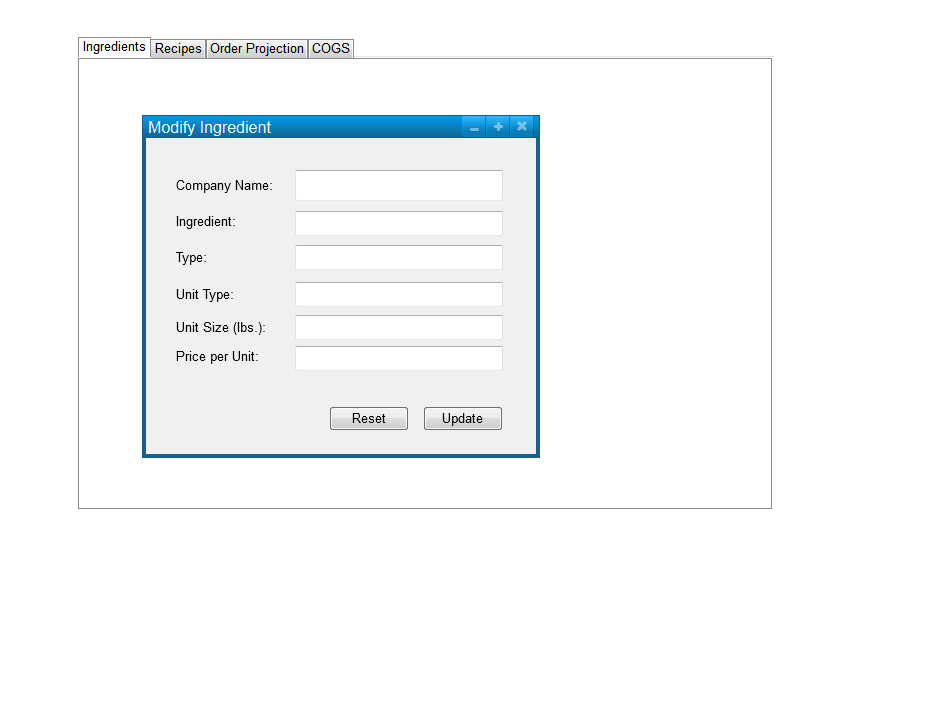 Ingredients Recipes Order Projection COGS
Modify Ingredient
Company Name:
Ingredient:
Type:
Unit Type:
Unit Size (lbs.):
Price per Unit:
Reset Update